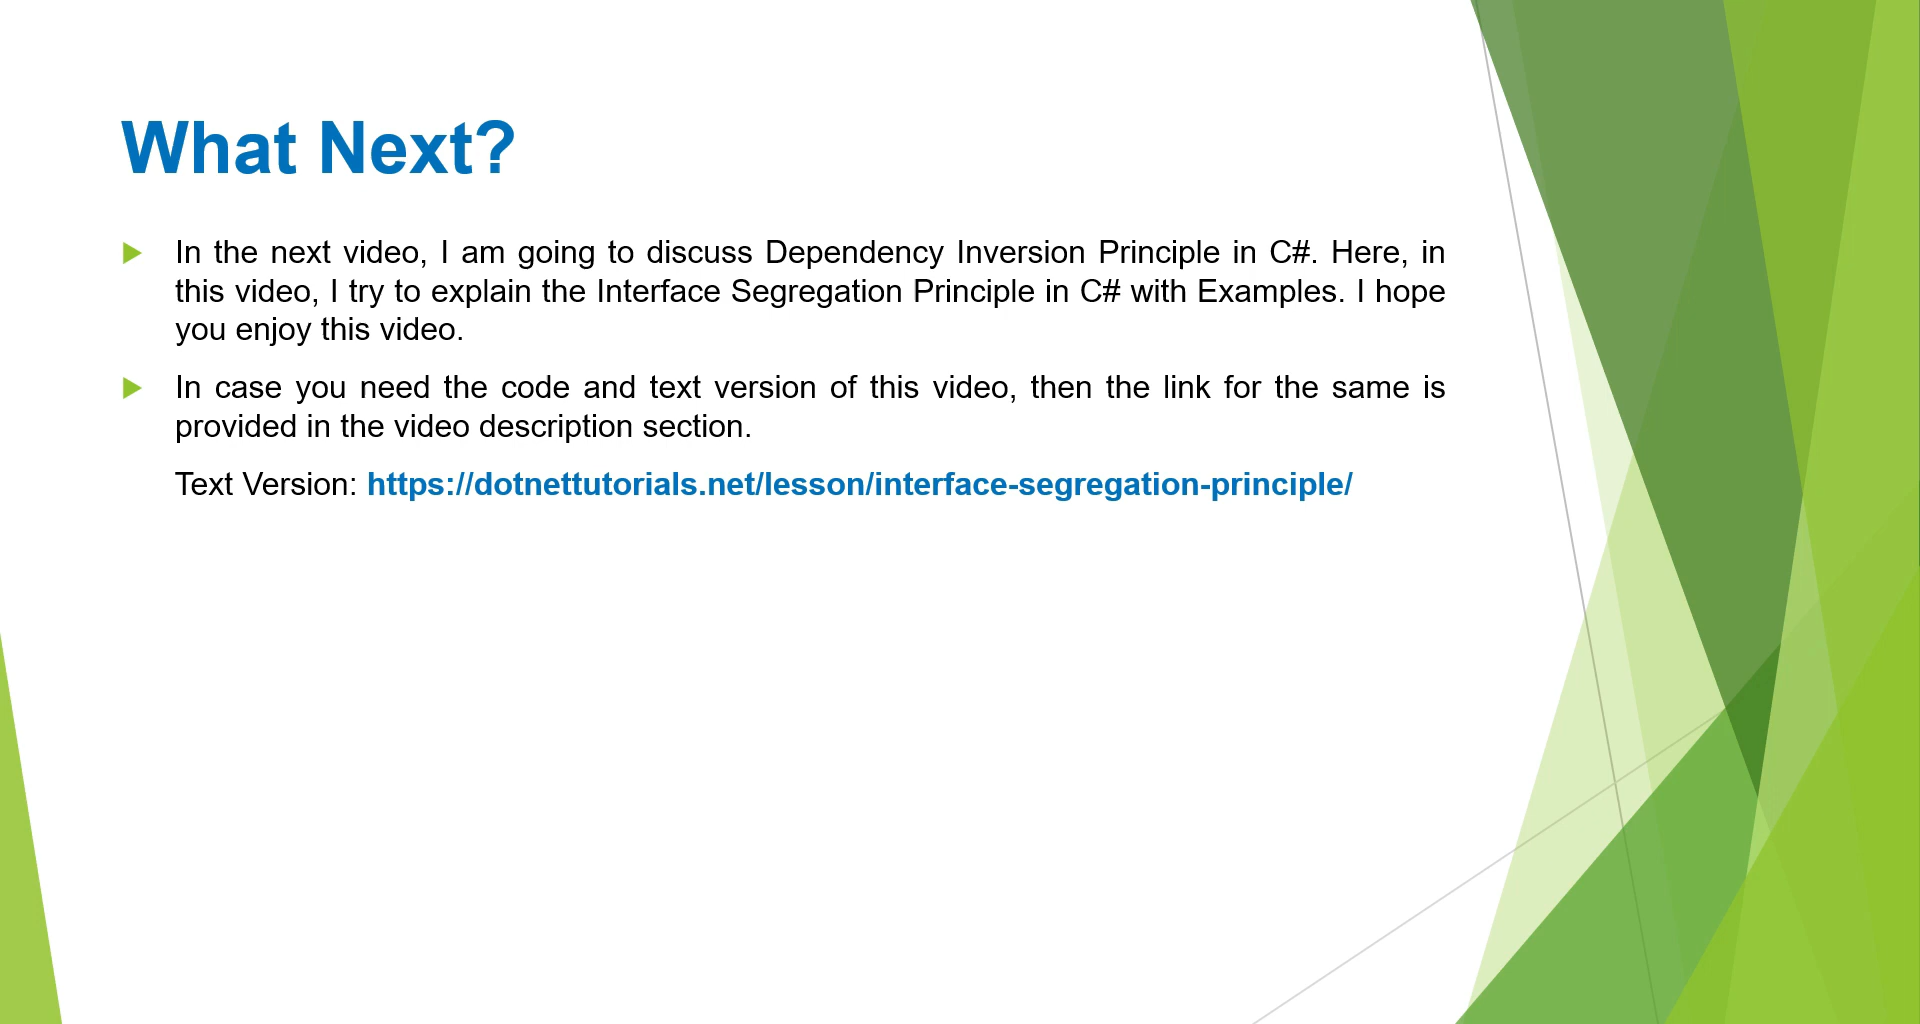 What Next?
In the next video, I am going to discuss Dependency Inversion Principle in C#. Here, in
this video, I try to explain the Interface Segregation Principle in C# with Examples. I hope
you enjoy this video.
In case you need the code and text version of this video, then the link for the same is
provided in the video description section.
Text Version: https://dotnettutorials.net/lesson/interface-segregation-principle/